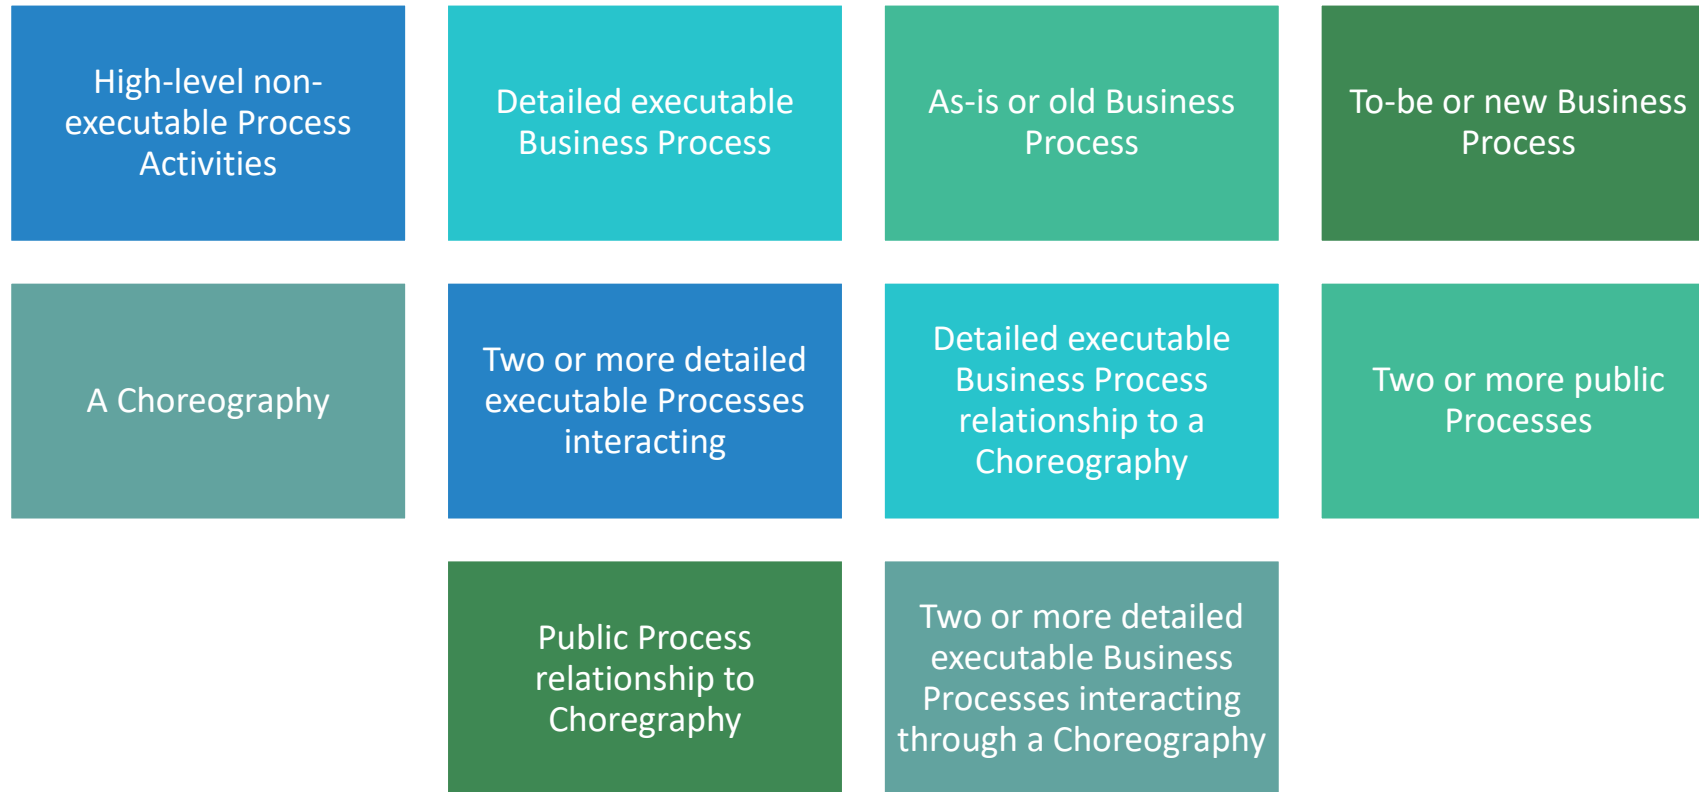 High-level non-
executable Process
Activities
Detailed executable
Business Process
As-is or old Business
Process
To-be or new Business
Process
A Choreography
Two or more detailed
executable Processes
interacting
Detailed executable
Business Process
relationship to a
Choreography
Two or more public
Processes
Public Process
relationship to
Choregraphy
Two or more detailed
executable Business
Processes interacting
through a Choreography